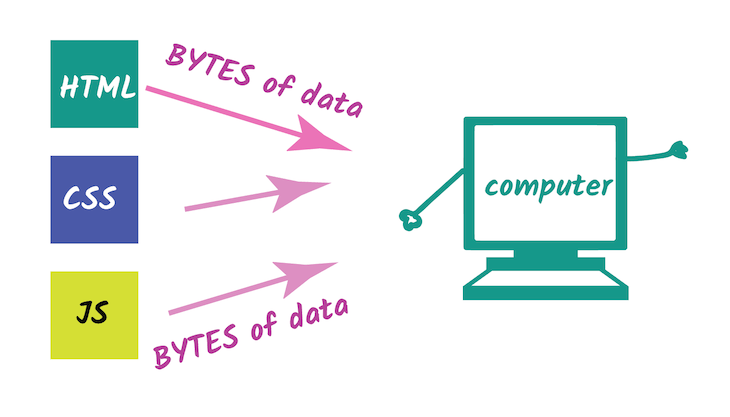 HTML
BYTES of data
CSS
computer
JS
BYTES of data